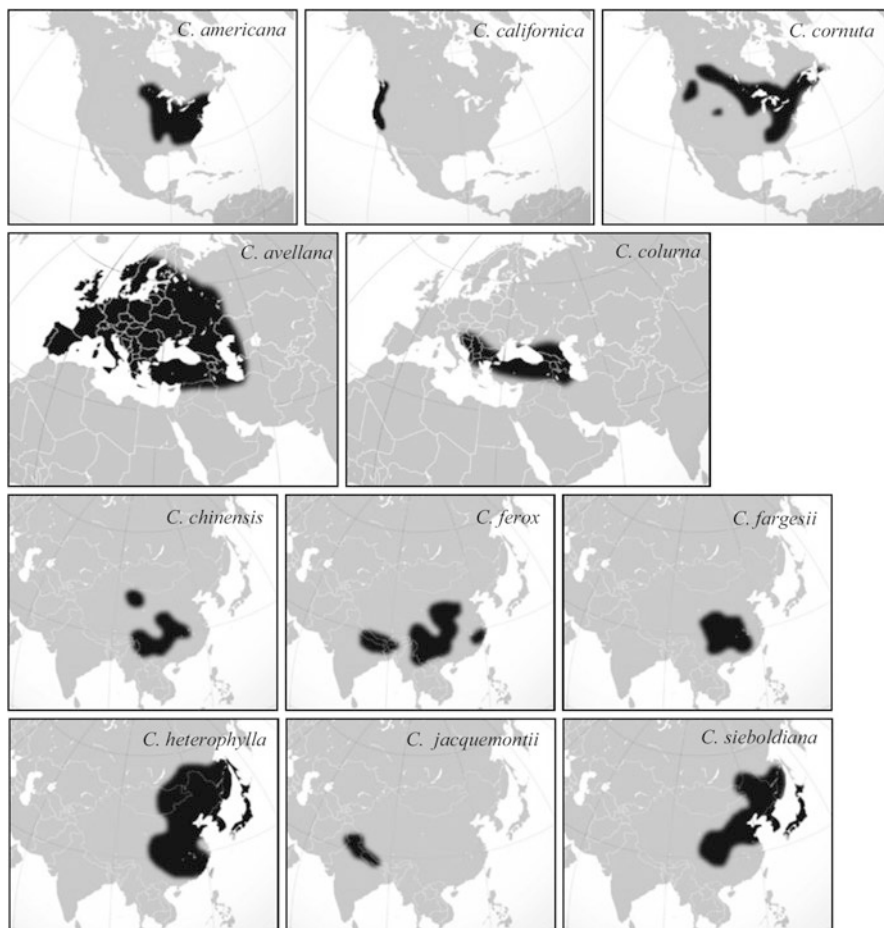 C. americana
C. californica
C. cornuta
C. avellana
C. colurna
C. chinensis
C. ferox
C. fargesii
C. heterophylla
C. jacquemontii
C. sieboldiana